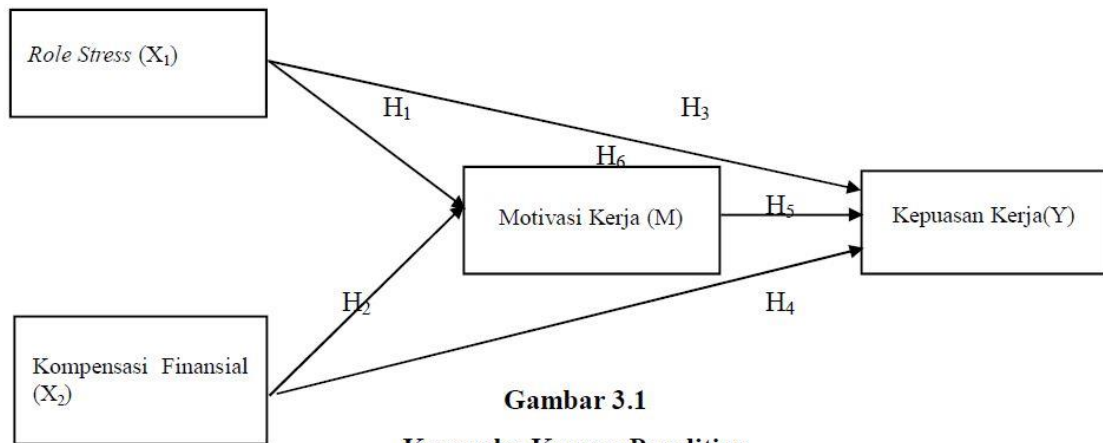 Role Stress (X₁)
H₁
H₃
H₆
Motivasi Kerja (M)
H₅
Kepuasan Kerja(Y)
H₂
H₄
Kompensasi Finansial
(X₂)
Gambar 3.1